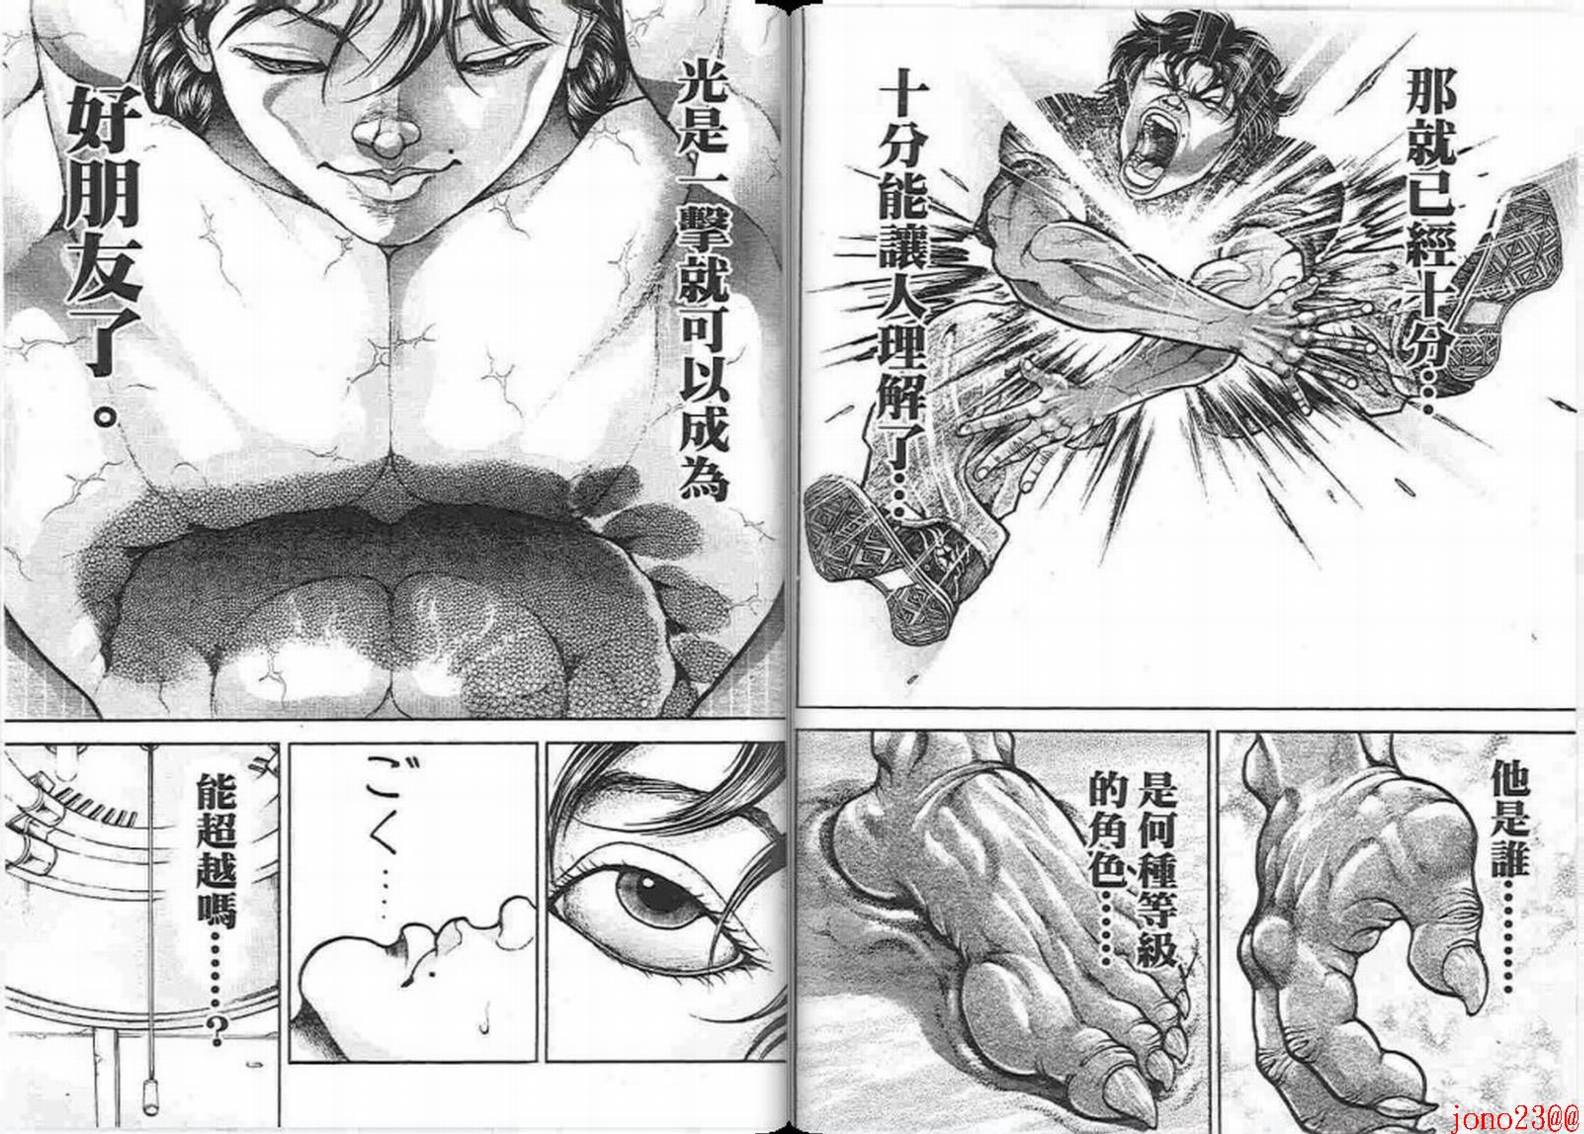 那就已經十分…
十分能讓人理解了…
他是誰………
是何種等級
的角色……
光是一擊就可以成為
好朋友了。
ごく……
能超越嗎……?
jono23@@